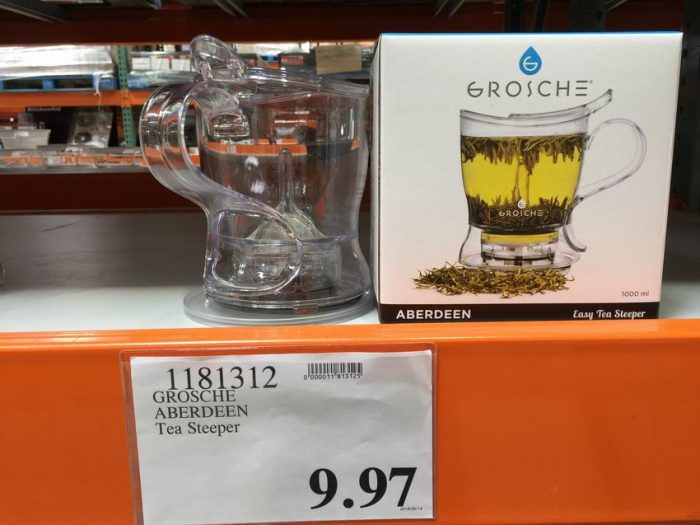 GROSCHE
GROSCHE
1000 ml
ABERDEEN
Easy Tea Steeper
1181312
GROSCHE
ABERDEEN
Tea Steeper
9.97